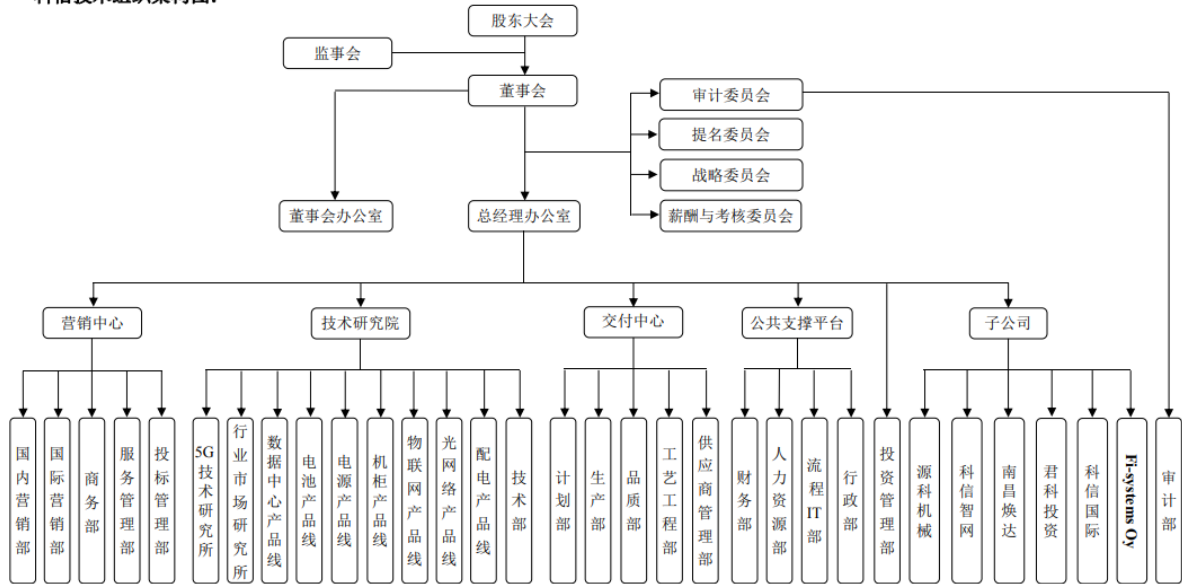 科信技术组织架构图:
股东大会
监事会
董事会
审计委员会
提名委员会
战略委员会
董事会办公室
总经理办公室
薪酬与考核委员会
营销中心
技术研究院
交付中心
公共支撑平台
子公司
国内营销部
国际营销部
商务部
服务管理部
投标管理部
5G技术研究所
行业市场研究所
数据中心产品线
电池产品线
电源产品线
机柜产品线
物联网产品线
光网络产品线
配电产品线
技术部
计划部
生产部
品质部
工艺工程部
供应商管理部
财务部
人力资源部
流程IT部
行政部
投资管理部
源科机械
科信智网
南昌焕达
君科投资
科信国际
Fi-systems Oy
审计部